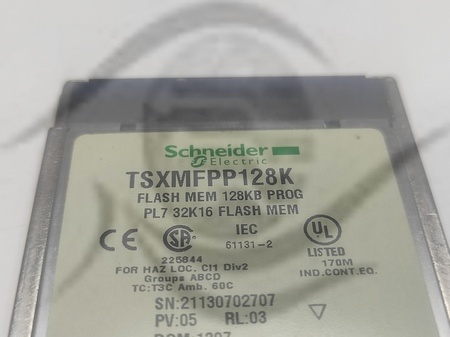 Schneider
Electric
TSXMFPP128K
FLASH MEM 128KB PROG
PL7 32K16 FLASH MEM
CE
SA
IEC
61131-2
UL
LISTED
170M
IND.CONT.EQ.
225844
FOR HAZ LOC. Cl1 Div2
Groups ABCD
TC:T3C Amb. 60C
SN:21130702707
PV:05 RL:03